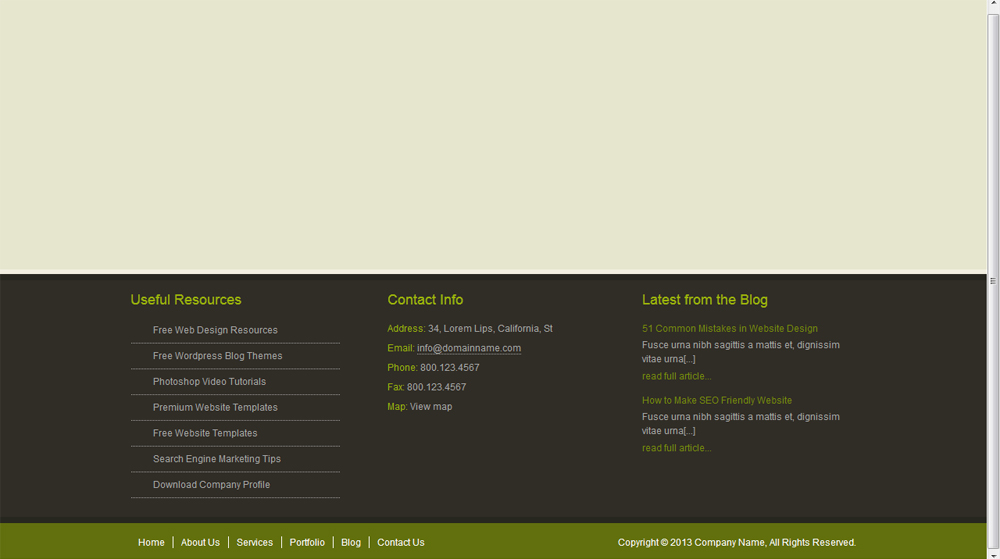 Useful Resources
Free Web Design Resources
Free Wordpress Blog Themes
Photoshop Video Tutorials
Premium Website Templates
Free Website Templates
Search Engine Marketing Tips
Download Company Profile
Contact Info
Address: 34, Lorem Lips, California, St
Email: info@domainname.com
Phone: 800.123.4567
Fax: 800.123.4567
Map: View map
Latest from the Blog
51 Common Mistakes in Website Design
Fusce urna nibh sagittis a mattis et, dignissim
vitae urna[...]
read full article...
How to Make SEO Friendly Website
Fusce urna nibh sagittis a mattis et, dignissim
vitae urna[...]
read full article...
Home | About Us | Services | Portfolio | Blog | Contact Us
Copyright © 2013 Company Name, All Rights Reserved.